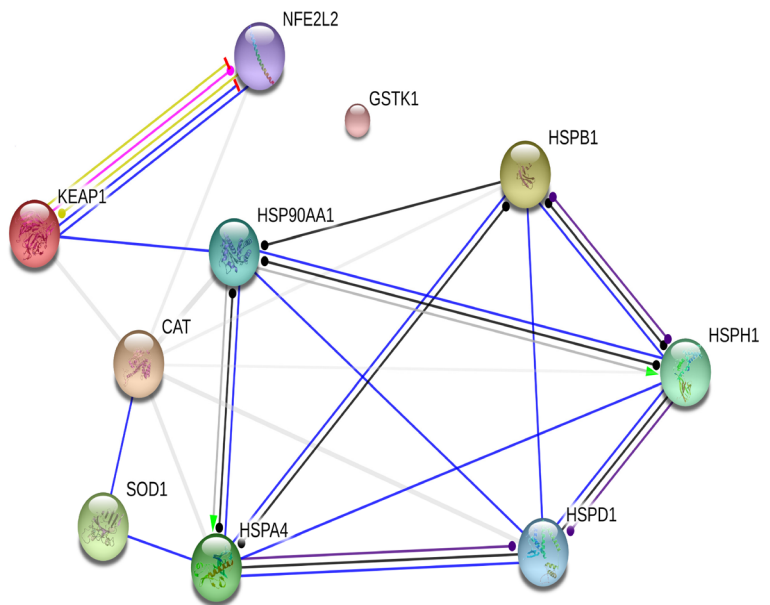 NFE2L2
GSTK1
HSPB1
KEAP1
HSP90AA1
CAT
HSPH1
SOD1
HSPD1
HSPA4